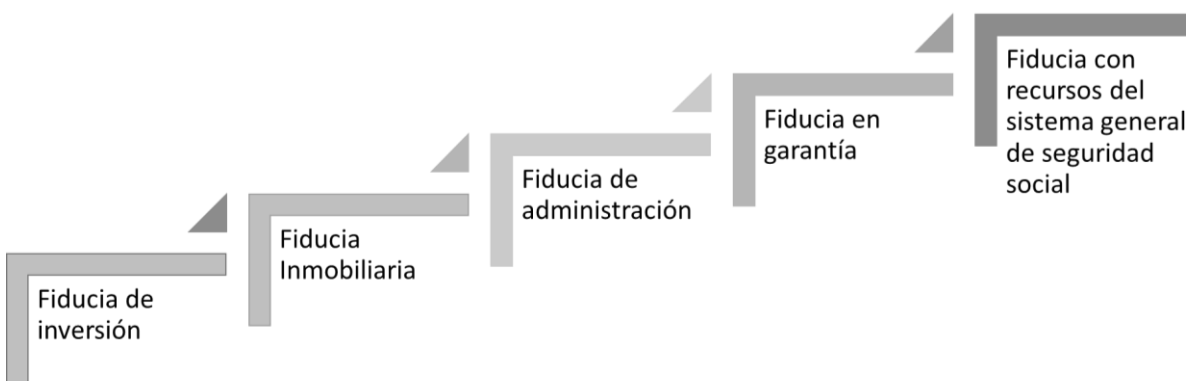 Fiducia de
inversión
Fiducia
Inmobiliaria
Fiducia de
administración
Fiducia en
garantía
Fiducia con
recursos del
sistema general
de seguridad
social